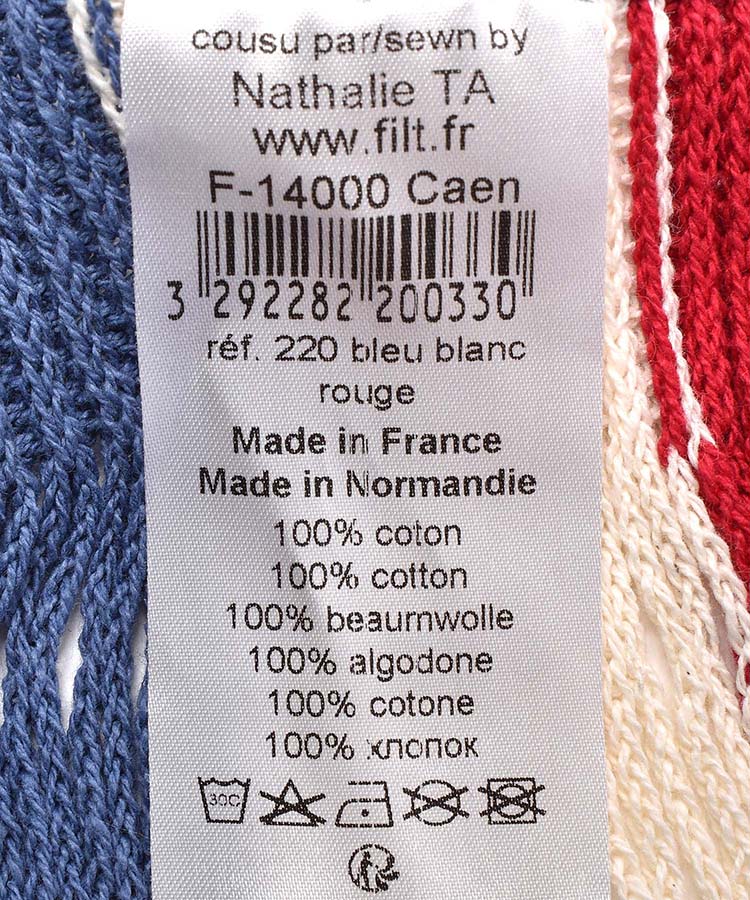 cousu par/sewn by
Nathalie TA
www.filt.fr
F-14000 Caen
3 292282 200330
réf. 220 bleu blanc
rouge
Made in France
Made in Normandie
100% coton
100% cotton
100% beaurnwolle
100% algodone
100% cotone
100% хлопок
30C